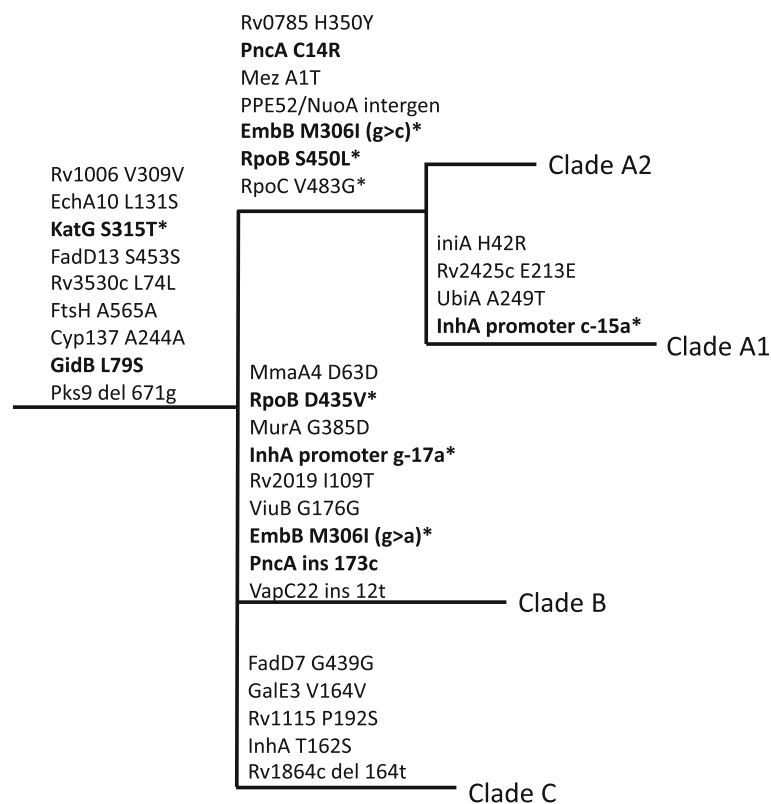 Rv0785 H350Y
PncA C14R
Mez A1T
PPE52/NuoA intergen
EmbB M306I (g>c)*
RpoB S450L*
RpoC V483G*
Clade A2
Rv1006 V309V
EchA10 L131S
KatG S315T*
FadD13 S453S
Rv3530c L74L
FtsH A565A
Cyp137 A244A
GidB L79S
Pks9 del 671g
iniA H42R
Rv2425c E213E
UbiA A249T
InhA promoter c-15a*
Clade A1
MmaA4 D63D
RpoB D435V*
MurA G385D
InhA promoter g-17a*
Rv2019 I109T
ViuB G176G
EmbB M306I (g>a)*
PncA ins 173c
VapC22 ins 12t
Clade B
FadD7 G439G
GalE3 V164V
Rv1115 P192S
InhA T162S
Rv1864c del 164t
Clade C